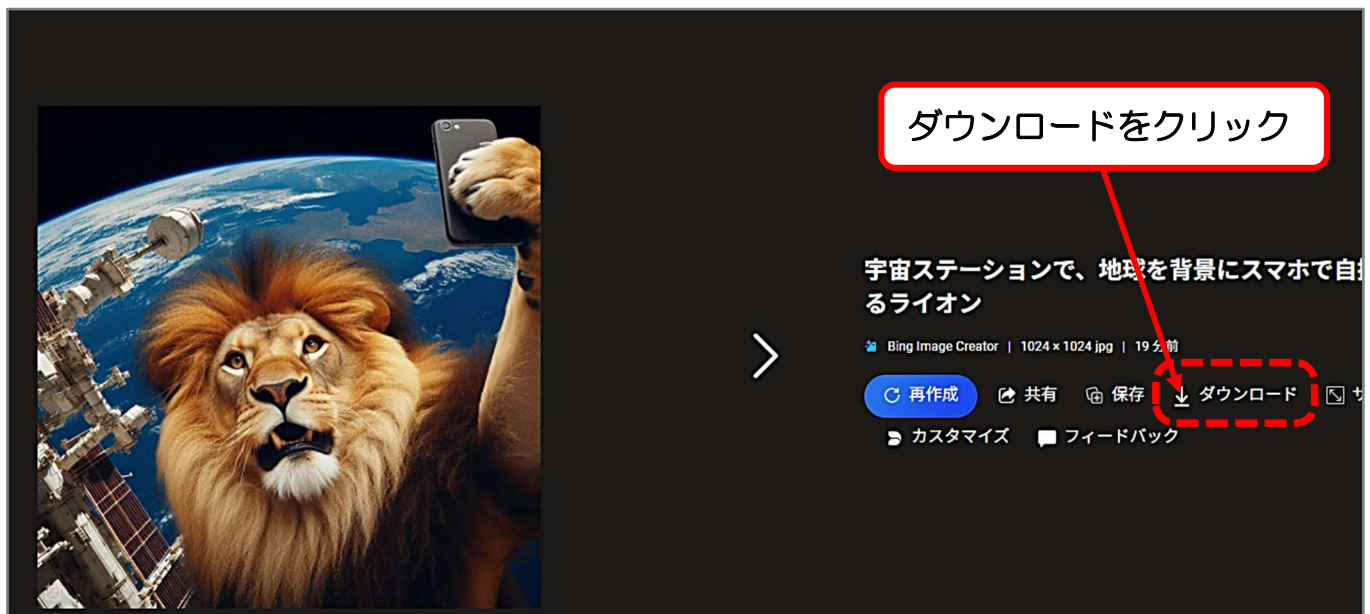 ダウンロードをクリック
宇宙ステーションで、地球を背景にスマホで自
るライオン
Bing Image Creator | 1024 × 1024 jpg | 19 分前
再作成 共有 保存 ダウンロード サ
カスタマイズ フィードバック